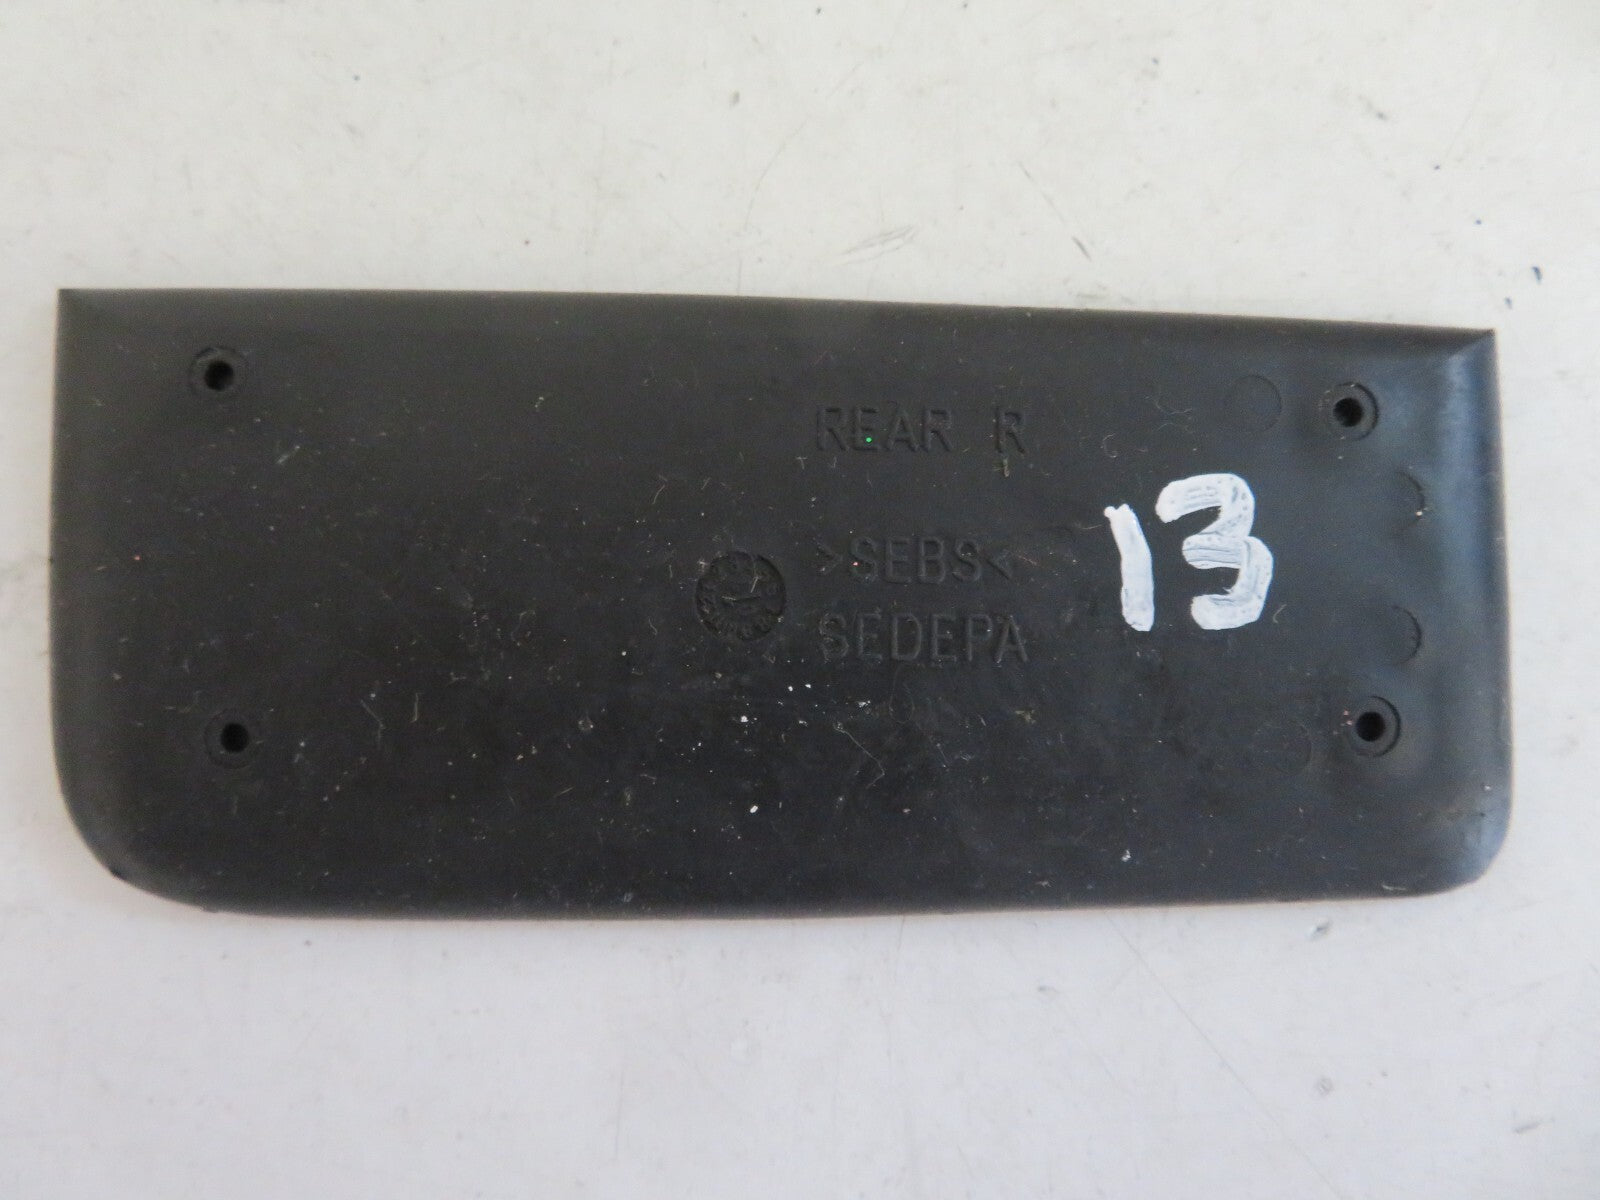 REAR R
>SEBS<
SEDEPA
13